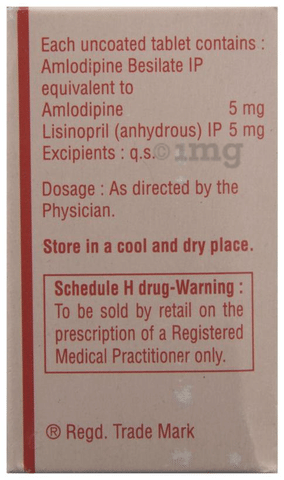 Each uncoated tablet contains :
Amlodipine Besilate IP
equivalent to
Amlodipine 5 mg
Lisinopril (anhydrous) IP 5 mg
Excipients : q.s.
1mg
Dosage : As directed by the
Physician.
Store in a cool and dry place.
Schedule H drug-Warning :
To be sold by retail on the
prescription of a Registered
Medical Practitioner only.
® Regd. Trade Mark